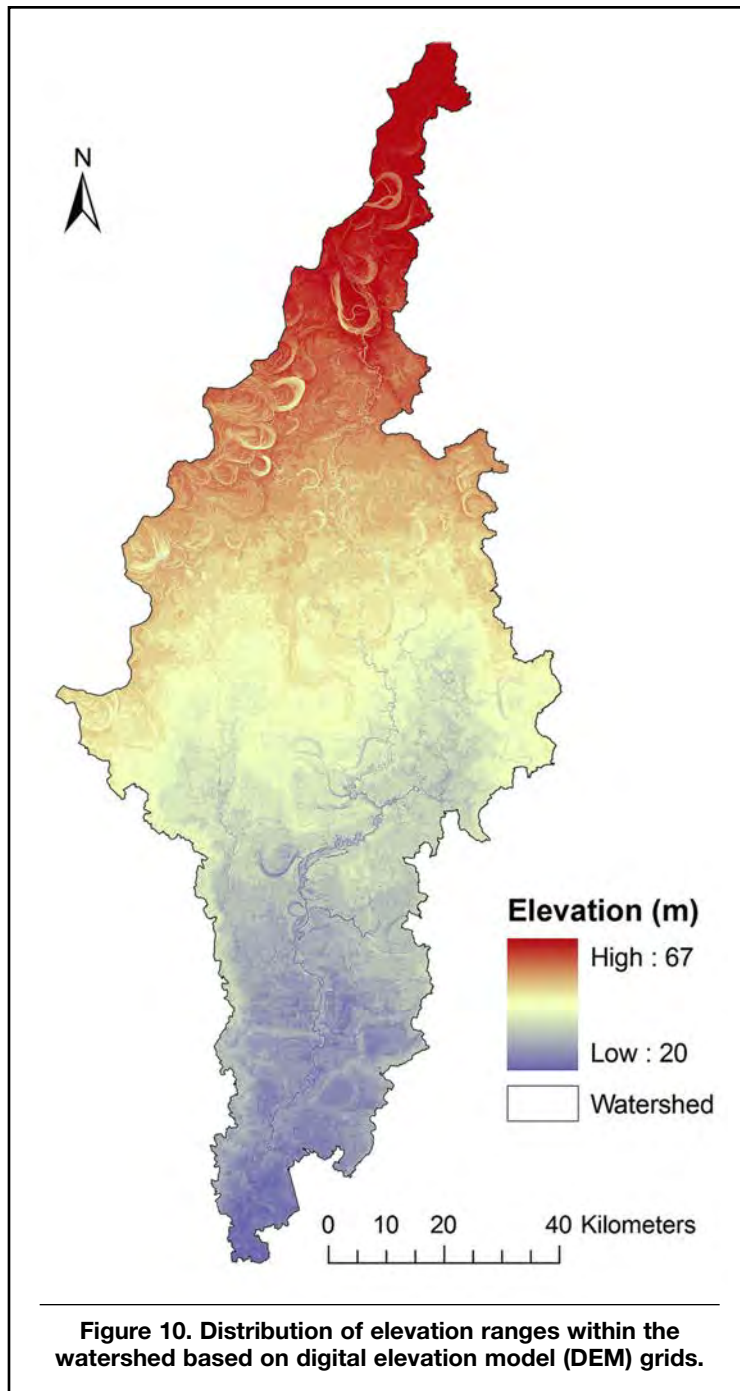 N
Elevation (m)
High : 67
Low : 20
Watershed
0 10 20 40 Kilometers
Figure 10. Distribution of elevation ranges within the
watershed based on digital elevation model (DEM) grids.